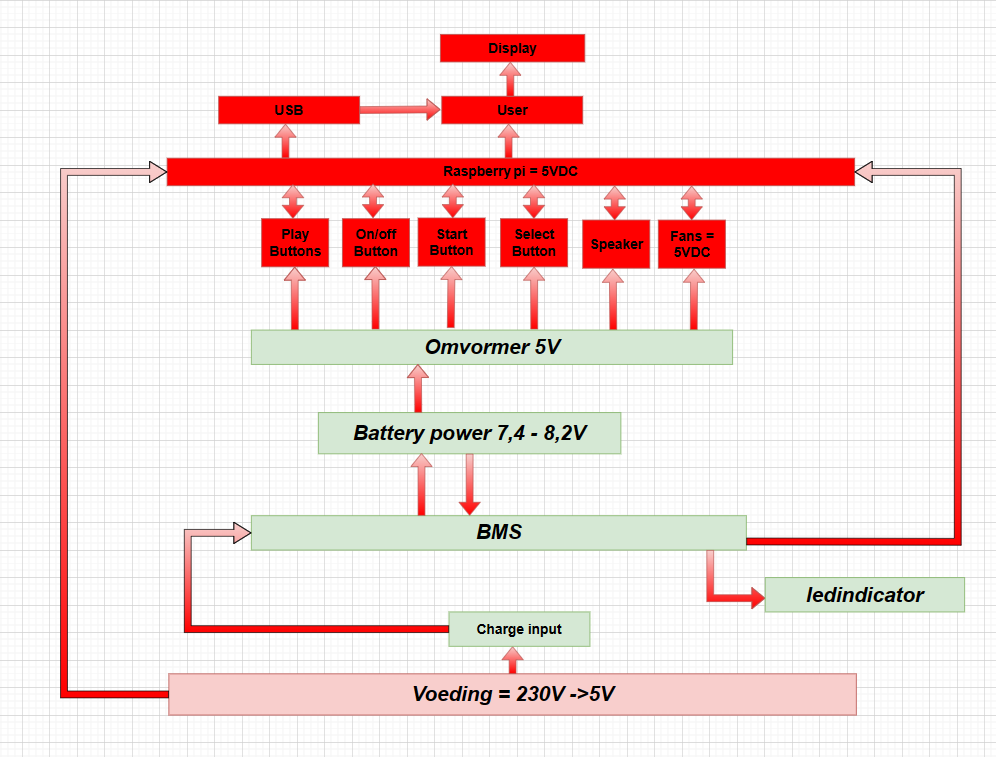 Display
USB
User
Raspberry pi = 5VDC
Play
Buttons
On/off
Button
Start
Button
Select
Button
Speaker
Fans =
5VDC
Omvormer 5V
Battery power 7,4 - 8,2V
BMS
ledindicator
Charge input
Voeding = 230V ->5V